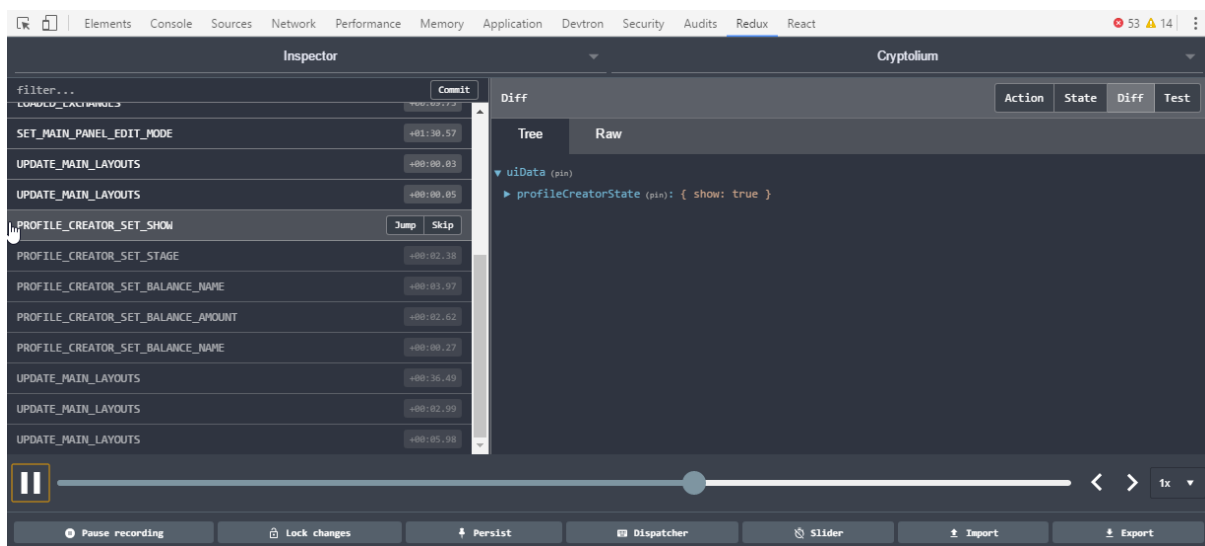 Elements Console Sources Network Performance Memory Application Devtron Security Audits Redux React 53 14
Inspector Cryptolium
filter... Commit
Diff Action State Diff Test
LOADED_EXCHANGES +00:09.75
Tree Raw
SET_MAIN_PANEL_EDIT_MODE +01:30.57
UPDATE_MAIN_LAYOUTS +00:00.03
uiData (pin)
UPDATE_MAIN_LAYOUTS +00:00.05
profileCreatorState (pin): { show: true }
PROFILE_CREATOR_SET_SHOW Jump Skip
PROFILE_CREATOR_SET_STAGE +00:02.38
PROFILE_CREATOR_SET_BALANCE_NAME +00:03.97
PROFILE_CREATOR_SET_BALANCE_AMOUNT +00:02.62
PROFILE_CREATOR_SET_BALANCE_NAME +00:00.27
UPDATE_MAIN_LAYOUTS +00:36.49
UPDATE_MAIN_LAYOUTS +00:02.99
UPDATE_MAIN_LAYOUTS +00:05.98
1x
Pause recording Lock changes Persist Dispatcher Slider Import Export